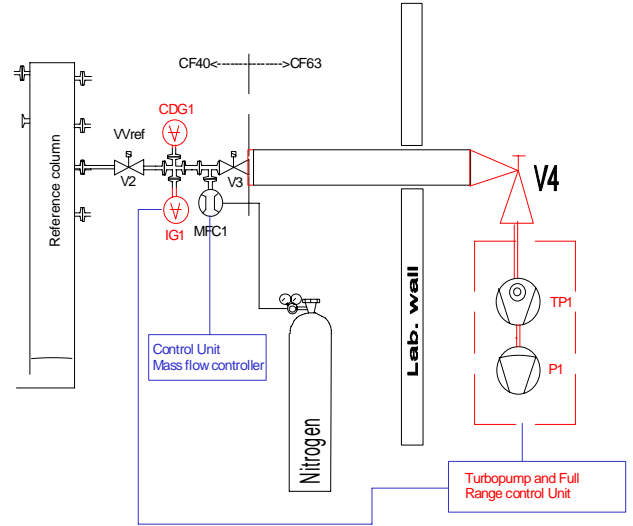 CF40
CF63
CDG1
VVref
V2
V3
V4
IG1
MFC1
Reference column
Lab. wall
TP1
P1
Control Unit
Mass flow controller
Nitrogen
Turbopump and Full
Range control Unit